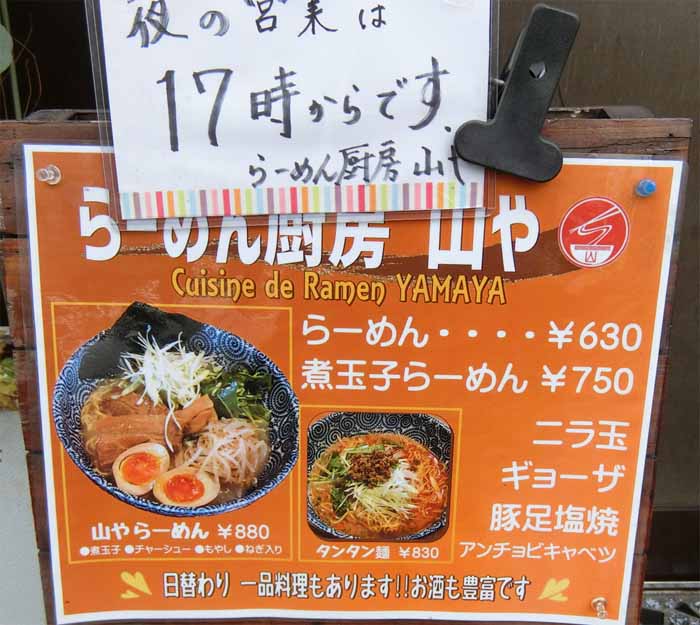 夜の営業は
17時からです.
らーめん厨房 山や
らーめん厨房 山や
Cuisine de Ramen YAMAYA
らーめん・・・・￥630
煮玉子らーめん ￥750
ニラ玉
ギョーザ
豚足塩焼
アンチョビキャベツ
山やらーめん ￥880
●煮玉子 ●チャーシュー ●もやし ●ねぎ入り
タンタン麺 ￥830
日替わり 一品料理もあります!!お酒も豊富です